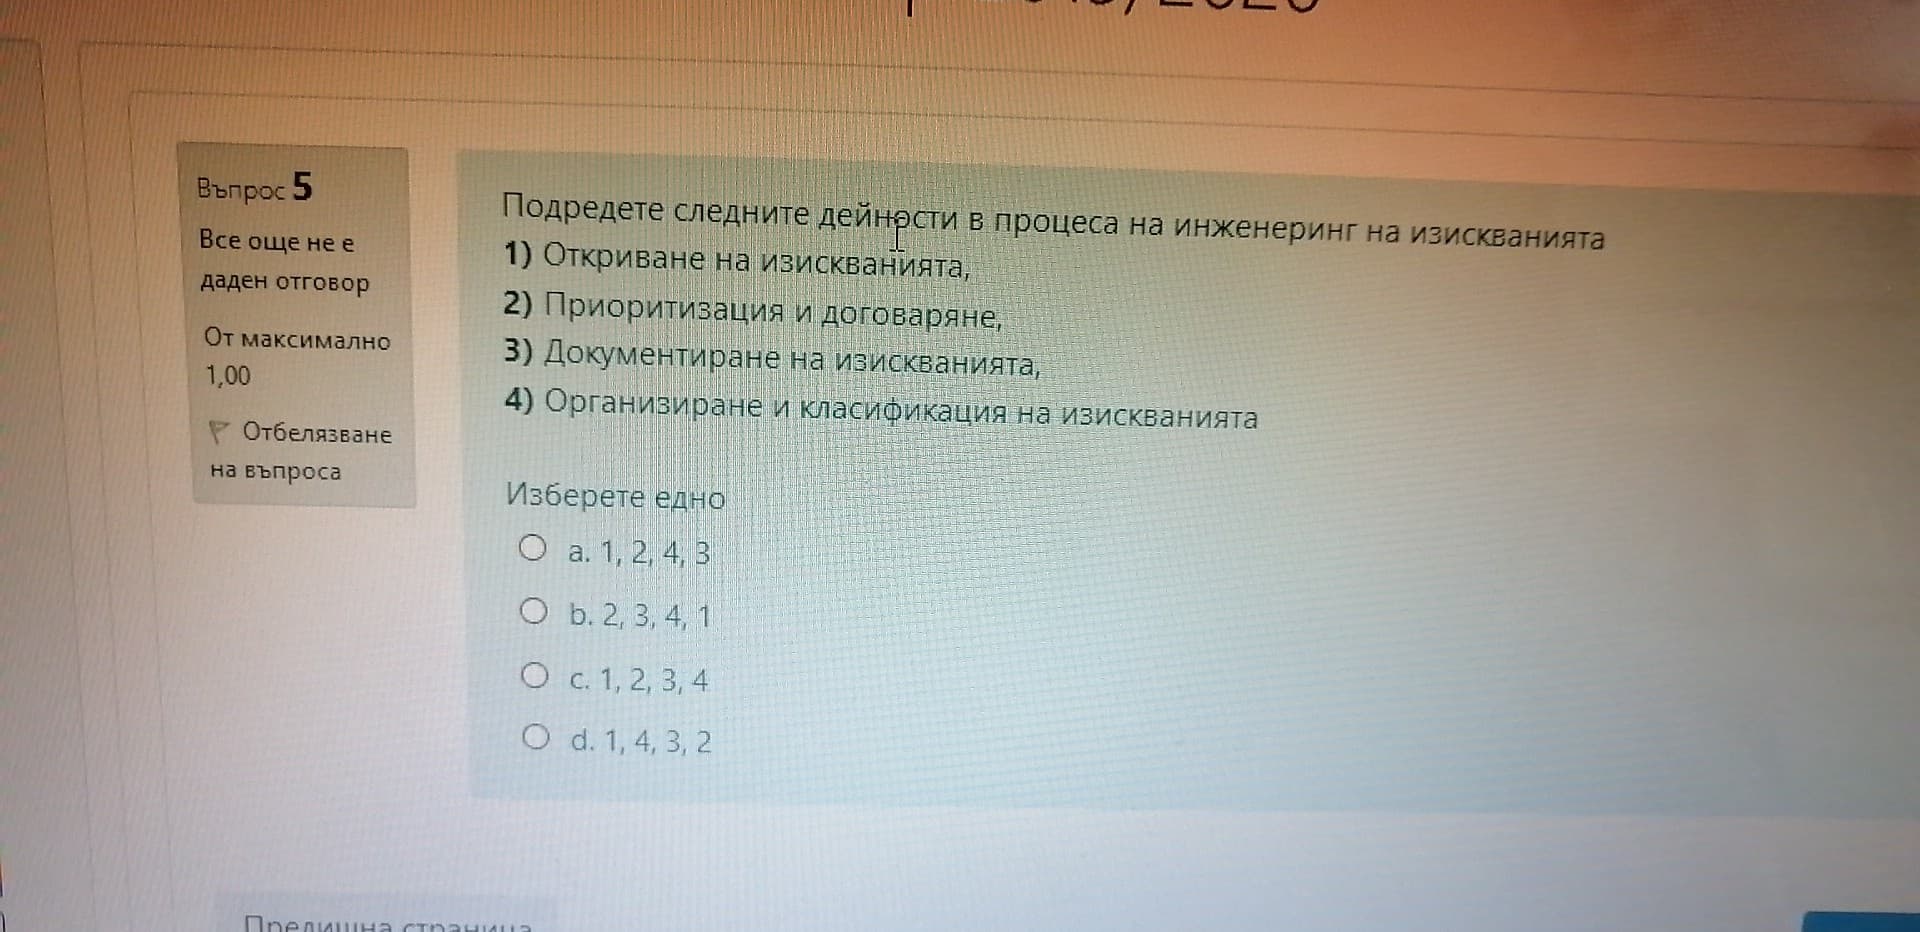 Въпрос 5
Все още не е
даден отговор
От максимално
1,00
Отбелязване
на въпроса
Подредете следните дейности в процеса на инженеринг на изискванията
1) Откриване на изискванията,
2) Приоритизация и договаряне,
3) Документиране на изискванията,
4) Организиране и класификация на изискванията
Изберете едно
a. 1, 2, 4, 3
b. 2, 3, 4, 1
c. 1, 2, 3, 4
d. 1, 4, 3, 2
Предишна страница